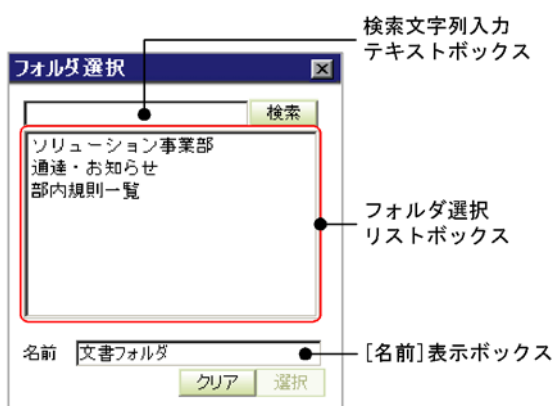 検索文字列入力
テキストボックス
フォルダ選択
検索
ソリューション事業部
通達・お知らせ
部内規則一覧
フォルダ選択
リストボックス
名前 文書フォルダ
[名前]表示ボックス
クリア 選択